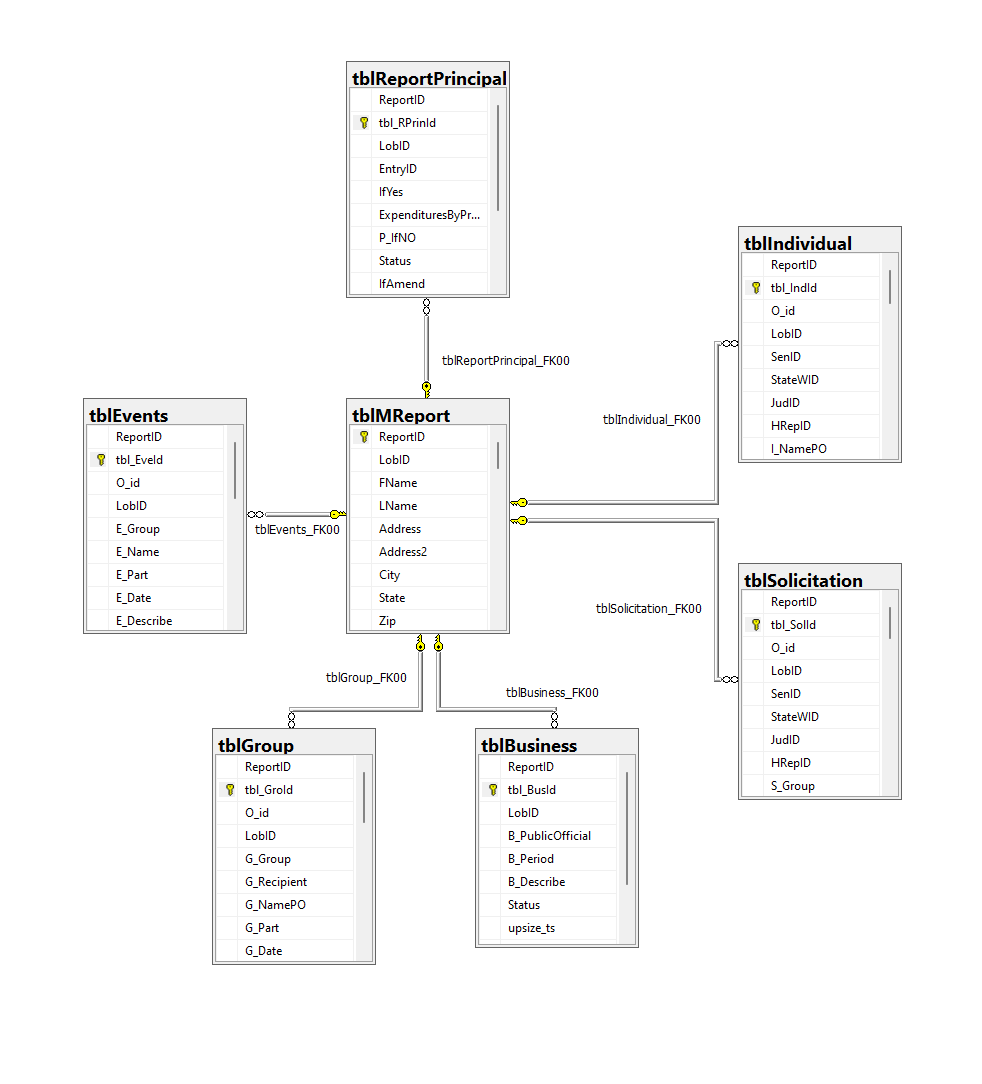 tblReportPrincipal
ReportID
tbl_RPrinId
LobID
EntryID
IfYes
ExpendituresByPr...
P_IfNO
Status
IfAmend
tblReportPrincipal_FK00
tblIndividual
ReportID
tbl_IndId
O_id
LobID
SenID
StateWID
JudID
HRepID
I_NamePO
tblIndividual_FK00
tblEvents
ReportID
tbl_EveId
O_id
LobID
E_Group
E_Name
E_Part
E_Date
E_Describe
tblEvents_FK00
tblMReport
ReportID
LobID
FName
LName
Address
Address2
City
State
Zip
tblSolicitation_FK00
tblSolicitation
ReportID
tbl_SolId
O_id
LobID
SenID
StateWID
JudID
HRepID
S_Group
tblGroup_FK00
tblBusiness_FK00
tblGroup
ReportID
tbl_GroId
O_id
LobID
G_Group
G_Recipient
G_NamePO
G_Part
G_Date
tblBusiness
ReportID
tbl_BusId
LobID
B_PublicOfficial
B_Period
B_Describe
Status
upsize_ts